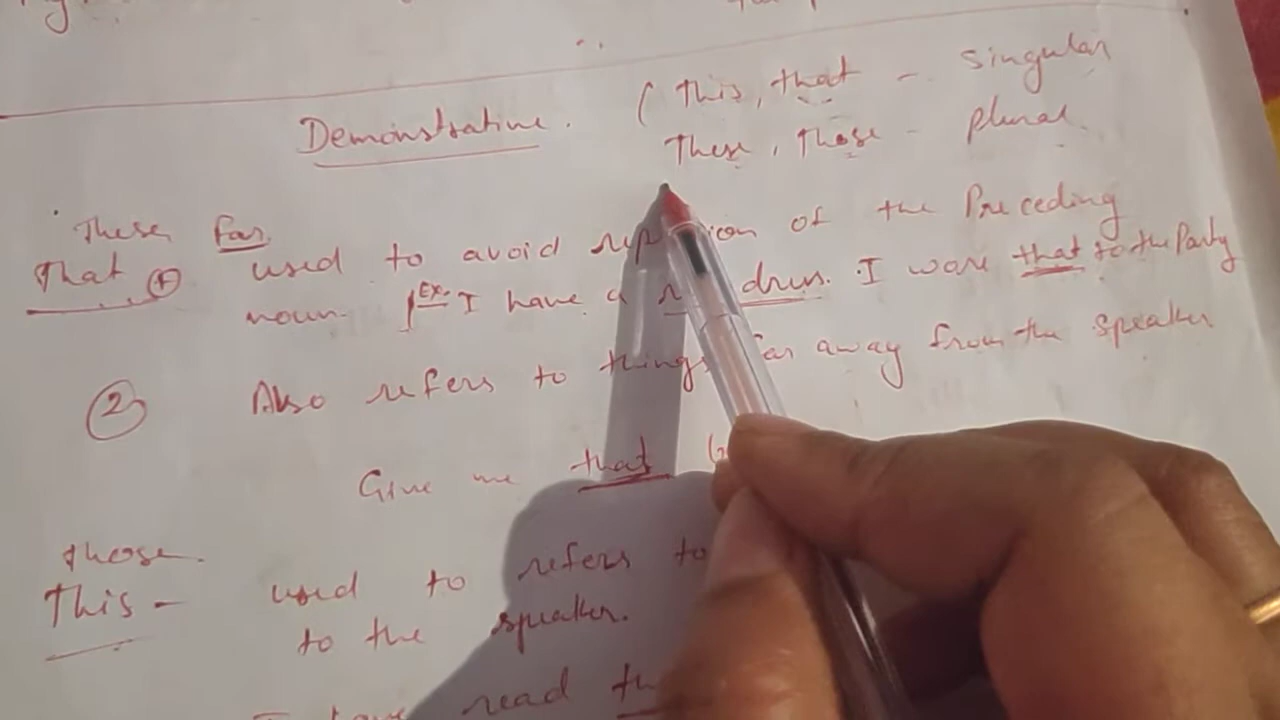 ( This, that - singular
Demonstrative. These, those - plural
These far
That ① used to avoid of the Preceding
noun. Ex. I have a dress. I wore that to the Party
② Also refers to things far away from the speaker
Give me that
those.
This - used to refers to
to the speaker.
read